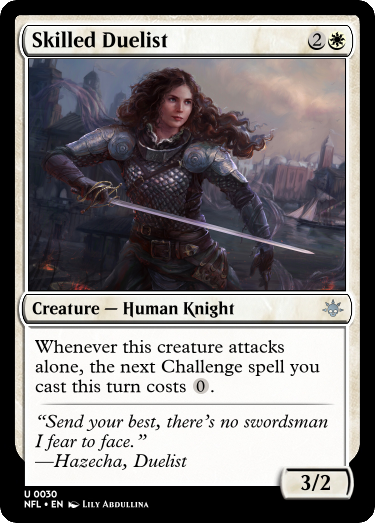 Skilled Duelist 2
Creature — Human Knight
Whenever this creature attacks
alone, the next Challenge spell you
cast this turn costs 0.
“Send your best, there’s no swordsman
I fear to face.”
—Hazecha, Duelist
3/2
U 0030
NFL • EN Lily Abdullina